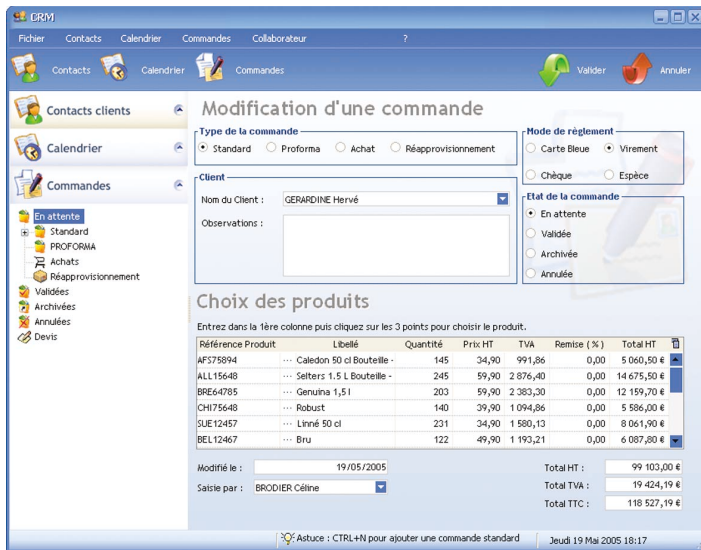 CRM
Fichier Contacts Calendrier Commandes Collaborateur ?
Contacts Calendrier Commandes Valider Annuler
Contacts clients
Calendrier
Commandes
En attente
Standard
PROFORMA
Achats
Réapprovisionnement
Validées
Archivées
Annulées
Devis
Modification d'une commande
Type de la commande
Standard Proforma Achat Réapprovisionnement
Mode de règlement
Carte Bleue Virement
Chèque Espèce
Client
Nom du Client : GERARDINE Hervé
Observations :
Etat de la commande
En attente
Validée
Archivée
Annulée
Choix des produits
Entrez dans la 1ère colonne puis cliquez sur les 3 points pour choisir le produit.
Référence Produit Libellé Quantité Prix HT TVA Remise ( % ) Total HT
AFS75894 ... Caledon 50 cl Bouteille - 145 34,90 991,86 0,00 5 060,50 €
ALL15648 ... Selters 1.5 L Bouteille - 245 59,90 2 876,40 0,00 14 675,50 €
BRE64785 ... Genuina 1,5 l 203 59,90 2 383,30 0,00 12 159,70 €
CHI75648 ... Robust 140 39,90 1 094,86 0,00 5 586,00 €
SUE12457 ... Linné 50 cl 231 34,90 1 580,13 0,00 8 061,90 €
BEL12467 ... Bru 122 49,90 1 193,21 0,00 6 087,80 €
Modifié le : 19/05/2005
Saisie par : BRODIER Céline
Total HT : 99 103,00 €
Total TVA : 19 424,19 €
Total TTC : 118 527,19 €
Astuce : CTRL+N pour ajouter une commande standard
Jeudi 19 Mai 2005 18:17